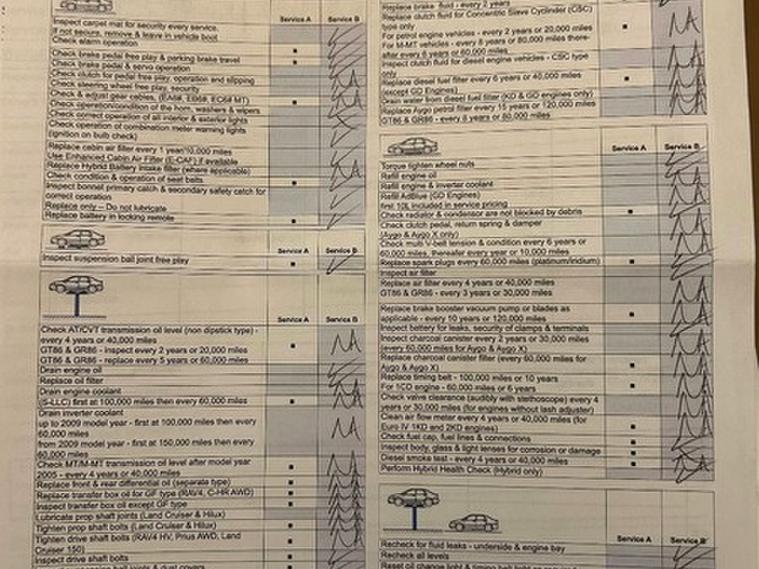 Service A Service B
Inspect carpet mat for security every service.
If not secure, remove & leave in vehicle boot
Check alarm operation
Check brake pedal free play & parking brake travel
Check brake pedal & servo operation
Check clutch for pedal free play, operation and slipping
Check steering wheel free play, security
Check & adjust gear cables, (EA68, EC68 MT)
Check operation/condition of the horn, washers & wipers
Check correct operation of all interior & exterior lights
Check operation of combination meter warning lights
(ignition on bulb check)
Replace cabin air filter every 1 year/10,000 miles
Use Enhanced Cabin Air Filter (E-CAF) if available
Replace Hybrid Battery intake filter (where applicable)
Check condition & operation of seat belts
Inspect bonnet primary catch & secondary safety catch for
correct operation
Replace only – Do not lubricate
Replace battery in locking remote
Service A Service B
Inspect suspension ball joint free play
Service A Service B
Check AT/CVT transmission oil level (non dipstick type) -
every 4 years or 40,000 miles
GT86 & GR86 - inspect every 2 years or 20,000 miles
GT86 & GR86 - replace every 5 years or 60,000 miles
NA
Drain engine oil
Replace oil filter
Drain engine coolant
(S-LLC) first at 100,000 miles then every 60,000 miles
Drain inverter coolant
up to 2009 model year - first at 100,000 miles then every
60,000 miles
from 2009 model year - first at 150,000 miles then every
60,000 miles
NA
Check MT/M-MT transmission oil level after model year
2005 - every 4 years or 40,000 miles
Replace front & rear differential oil (separate type)
Replace transfer box oil for GF type (RAV4, C-HR AWD)
Inspect transfer box oil except GF type
Lubricate prop shaft joints (Land Cruiser & Hilux)
Tighten prop shaft bolts (Land Cruiser & Hilux)
Tighten drive shaft bolts (RAV4 HV, Prius AWD, Land
Cruiser 150)
Inspect drive shaft bolts
ball joints & dust covers
Replace brake fluid - every 2 years
Replace clutch fluid for Concentric Slave Cyclinder (CSC)
type only
For petrol engine vehicles - every 2 years or 20,000 miles
For M-MT vehicles - every 8 years or 80,000 miles there-
after every 6 or 60,000 miles.
NA
Inspect clutch fluid for diesel engine vehicles - CSC type
only
Replace diesel fuel filter every 6 years or 40,000 miles
(except GD Engines)
Drain water from diesel fuel filter (KD & GD engines only)
Replace Aygo petrol filter every 15 years or 120,000 miles
GT86 & GR86 - every 8 years or 80,000 miles
Service A Service B
Torque tighten wheel nuts
Refill engine oil
Refill engine & inverter coolant
Refill AdBlue (GD Engines)
first 10L included in service pricing
Check radiator & condensor are not blocked by debris
Check clutch pedal, return spring & damper
(Aygo & Aygo X only)
Check multi V-belt tension & condition every 6 years or
60,000 miles, thereafter every year or 10,000 miles
Replace spark plugs every 60,000 miles (platinum/iridium)
Inspect air filter
Replace air filter every 4 years or 40,000 miles
GT86 & GR86 - every 3 years or 30,000 miles
Replace brake booster vacuum pump or blades as
applicable - every 10 years or 120,000 miles
Inspect battery for leaks, security of clamps & terminals
Inspect charcoal canister every 2 years or 30,000 miles
(every 60,000 miles for Aygo & Aygo X)
Replace charcoal canister filter (every 60,000 miles for
Aygo & Aygo X)
Replace timing belt - 100,000 miles or 10 years
For 1CD engine - 60,000 miles or 6 years
Check valve clearance (audibly with stethoscope) every 4
years or 30,000 miles (for engines without lash adjuster)
Clean air flow meter every 4 years or 40,000 miles (for
Euro IV 1KD and 2KD engines)
Check fuel cap, fuel lines & connections
Inspect body, glass & light lenses for corrosion or damage
Diesel smoke test - every 4 years or 40,000 miles
Perform Hybrid Health Check (Hybrid only)
Service A Service B
Recheck for fluid leaks - underside & engine bay
Recheck all levels
Reset oil change light & timing belt light